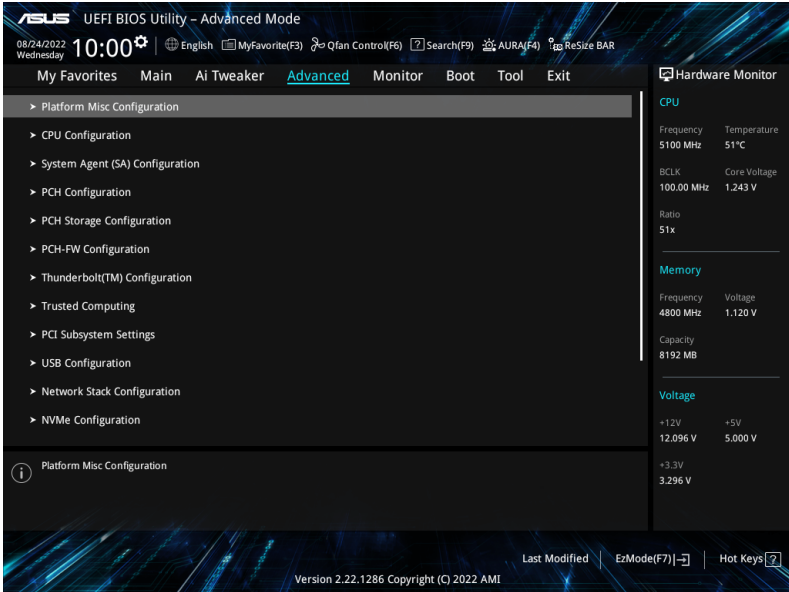 ASUS UEFI BIOS Utility – Advanced Mode
08/24/2022 Wednesday 10:00 English MyFavorite(F3) Qfan Control(F6) ? Search(F9) AURA(F4) ReSize BAR
My Favorites Main Ai Tweaker Advanced Monitor Boot Tool Exit
➤ Platform Misc Configuration
➤ CPU Configuration
➤ System Agent (SA) Configuration
➤ PCH Configuration
➤ PCH Storage Configuration
➤ PCH-FW Configuration
➤ Thunderbolt(TM) Configuration
➤ Trusted Computing
➤ PCI Subsystem Settings
➤ USB Configuration
➤ Network Stack Configuration
➤ NVMe Configuration
i Platform Misc Configuration
Hardware Monitor
CPU
Frequency Temperature
5100 MHz 51°C
BCLK Core Voltage
100.00 MHz 1.243 V
Ratio
51x
Memory
Frequency Voltage
4800 MHz 1.120 V
Capacity
8192 MB
Voltage
+12V +5V
12.096 V 5.000 V
+3.3V
3.296 V
Last Modified EzMode(F7) Hot Keys ?
Version 2.22.1286 Copyright (C) 2022 AMI